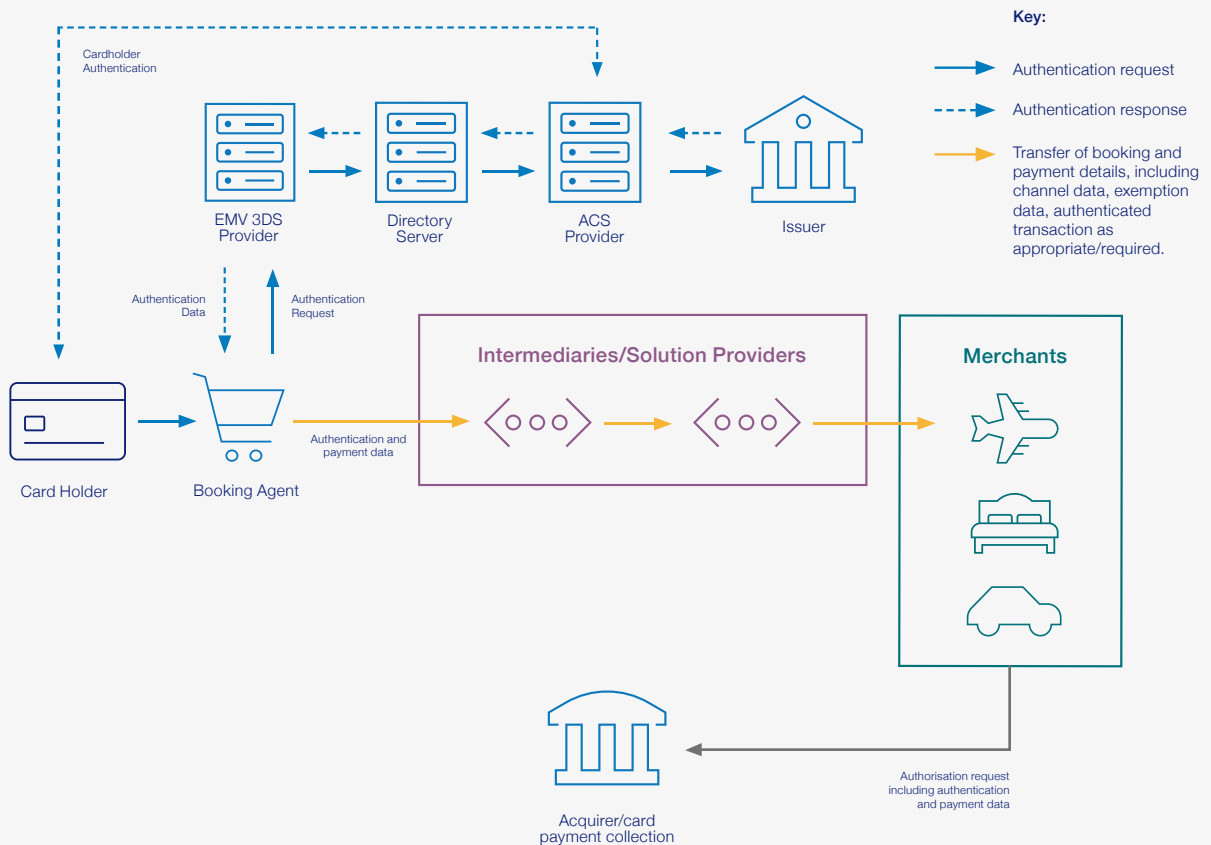 Key:
Cardholder
Authentication
Authentication request
Authentication response
Transfer of booking and
payment details, including
channel data, exemption
data, authenticated
transaction as
appropriate/required.
EMV 3DS
Provider
Directory
Server
ACS
Provider
Issuer
Authentication
Data
Authentication
Request
Intermediaries/Solution Providers
Merchants
Authentication and
payment data
Card Holder
Booking Agent
Authorisation request
including authentication
and payment data
Acquirer/card
payment collection